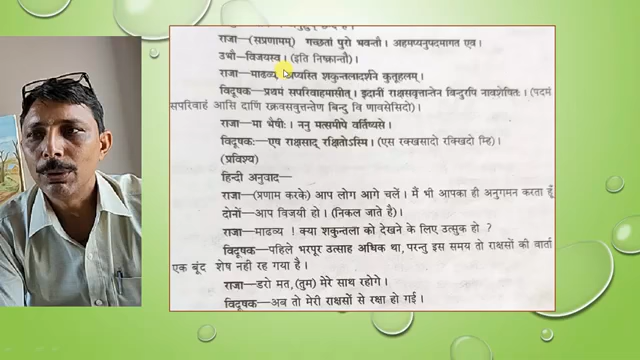 राजा—(सप्रणामम्) गच्छतां पुरो भवन्तौ। अहमप्यनुपदमागत एव।
उभौ—विजयस्व। (इति निष्क्रान्तौ)।
राजा—माढव्य, अप्यस्ति शकुन्तलादर्शने कुतूहलम्।
विदूषक—प्रथमं सपरिवाहमासीत्। इदानीं राक्षसवृत्तान्तेन बिन्दुरपि नावशेषितः। (पदमं
सपरिवाहं आसि दाणि रक्खसवुत्तन्तेण बिन्दु वि णावसेसिदो)।
राजा—मा भैषीः। ननु मत्समीपे वर्तिष्यसे।
विदूषकः—एष राक्षसाद् रक्षितोऽस्मि। (एस रक्खसादो रक्खिदो म्हि)।
(प्रविश्य)
हिन्दी अनुवाद—
राजा—(प्रणाम करके) आप लोग आगे चलें। मैं भी आपका ही अनुगमन करता हूँ
दोनों—आप विजयी हो। (निकल जाते है)।
राजा—माढव्य ! क्या शकुन्तला को देखने के लिए उत्सुक हो ?
विदूषक—पहिले भरपूर उत्साह अधिक था, परन्तु इस समय तो राक्षसों की वार्ता
एक बूंद शेष नही रह गया है।
राजा—डरो मत, (तुम) मेरे साथ रहोगे।
विदूषक—अब तो मेरी राक्षसों से रक्षा हो गई।